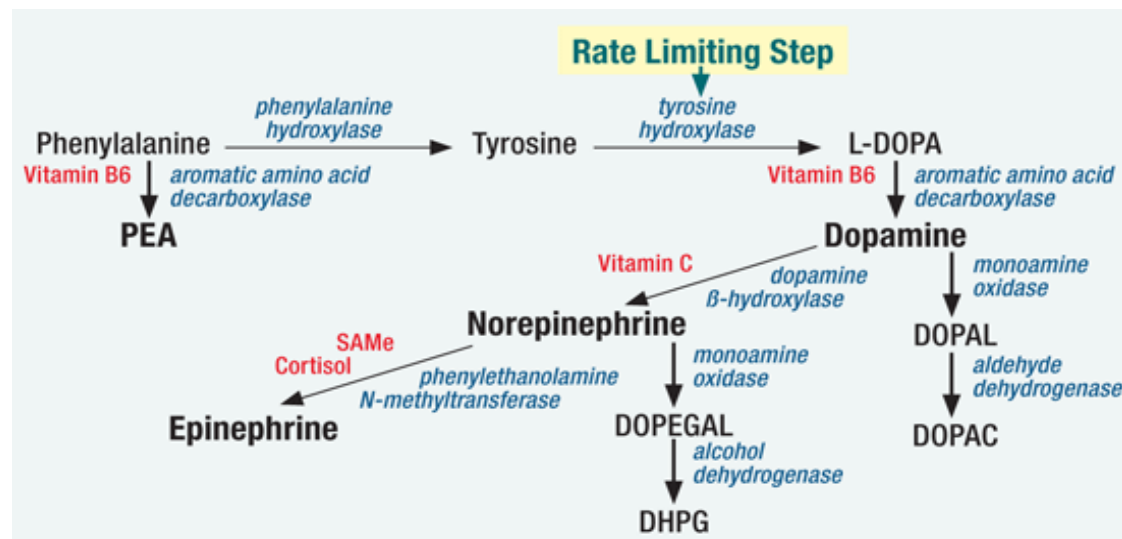 Rate Limiting Step
phenylalanine
hydroxylase
tyrosine
hydroxylase
Phenylalanine
Tyrosine
L-DOPA
Vitamin B6
aromatic amino acid
decarboxylase
Vitamin B6
aromatic amino acid
decarboxylase
PEA
Dopamine
Vitamin C
dopamine
ß-hydroxylase
monoamine
oxidase
Norepinephrine
DOPAL
SAMe
Cortisol
phenylethanolamine
N-methyltransferase
monoamine
oxidase
aldehyde
dehydrogenase
Epinephrine
DOPEGAL
DOPAC
alcohol
dehydrogenase
DHPG